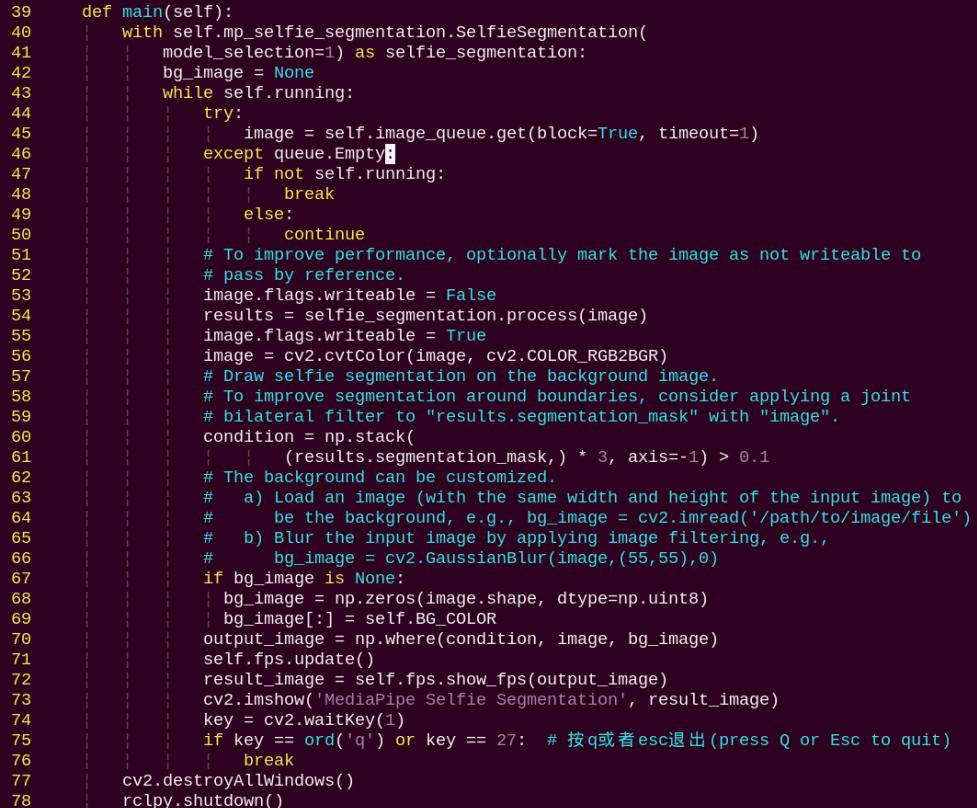 39     def main(self):
40         with self.mp_selfie_segmentation.SelfieSegmentation(
41             model_selection=1) as selfie_segmentation:
42             bg_image = None
43             while self.running:
44                 try:
45                     image = self.image_queue.get(block=True, timeout=1)
46                 except queue.Empty:
47                     if not self.running:
48                         break
49                     else:
50                         continue
51                 # To improve performance, optionally mark the image as not writeable to
52                 # pass by reference.
53                 image.flags.writeable = False
54                 results = selfie_segmentation.process(image)
55                 image.flags.writeable = True
56                 image = cv2.cvtColor(image, cv2.COLOR_RGB2BGR)
57                 # Draw selfie segmentation on the background image.
58                 # To improve segmentation around boundaries, consider applying a joint
59                 # bilateral filter to "results.segmentation_mask" with "image".
60                 condition = np.stack(
61                         (results.segmentation_mask,) * 3, axis=-1) > 0.1
62                 # The background can be customized.
63                 #   a) Load an image (with the same width and height of the input image) to
64                 #      be the background, e.g., bg_image = cv2.imread('/path/to/image/file')
65                 #   b) Blur the input image by applying image filtering, e.g.,
66                 #      bg_image = cv2.GaussianBlur(image,(55,55),0)
67                 if bg_image is None:
68                   bg_image = np.zeros(image.shape, dtype=np.uint8)
69                   bg_image[:] = self.BG_COLOR
70                 output_image = np.where(condition, image, bg_image)
71                 self.fps.update()
72                 result_image = self.fps.show_fps(output_image)
73                 cv2.imshow('MediaPipe Selfie Segmentation', result_image)
74                 key = cv2.waitKey(1)
75                 if key == ord('q') or key == 27:  # 按q或者esc退出(press Q or Esc to quit)
76                     break
77         cv2.destroyAllWindows()
78         rclpy.shutdown()